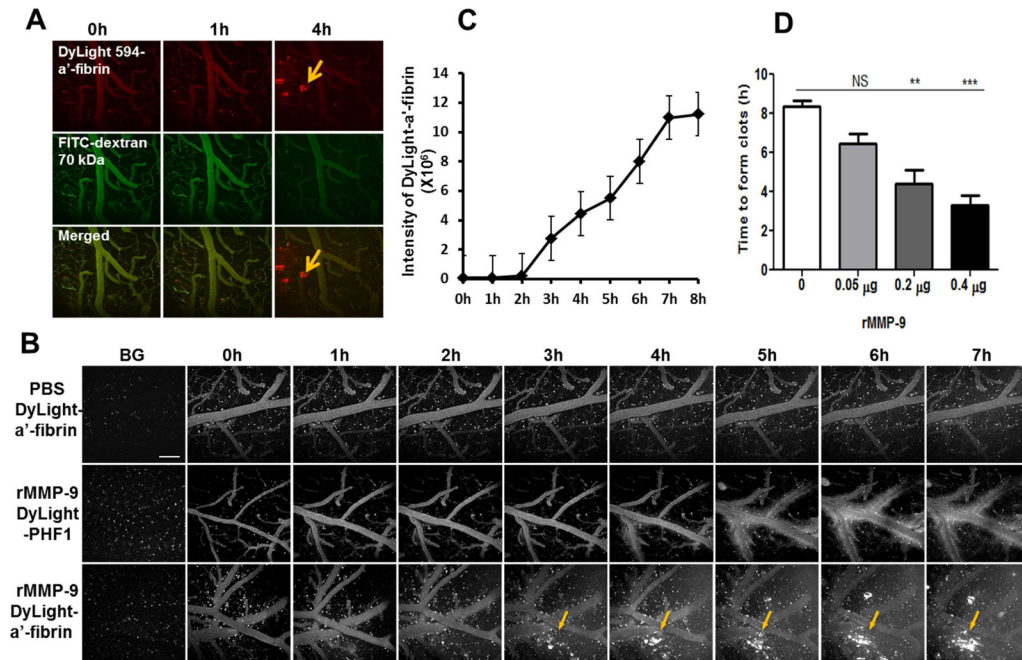 A
0h 1h 4h
DyLight 594-
a'-fibrin
FITC-dextran
70 kDa
Merged
C
Intensity of DyLight-a'-fibrin
(X10⁶)
14
12
10
8
6
4
2
0
0h 1h 2h 3h 4h 5h 6h 7h 8h
D
Time to form clots (h)
10
8
6
4
2
0
NS ** ***
0 0.05 µg 0.2 µg 0.4 µg
rMMP-9
B
BG 0h 1h 2h 3h 4h 5h 6h 7h
PBS
DyLight-
a'-fibrin
rMMP-9
DyLight
-PHF1
rMMP-9
DyLight-
a'-fibrin